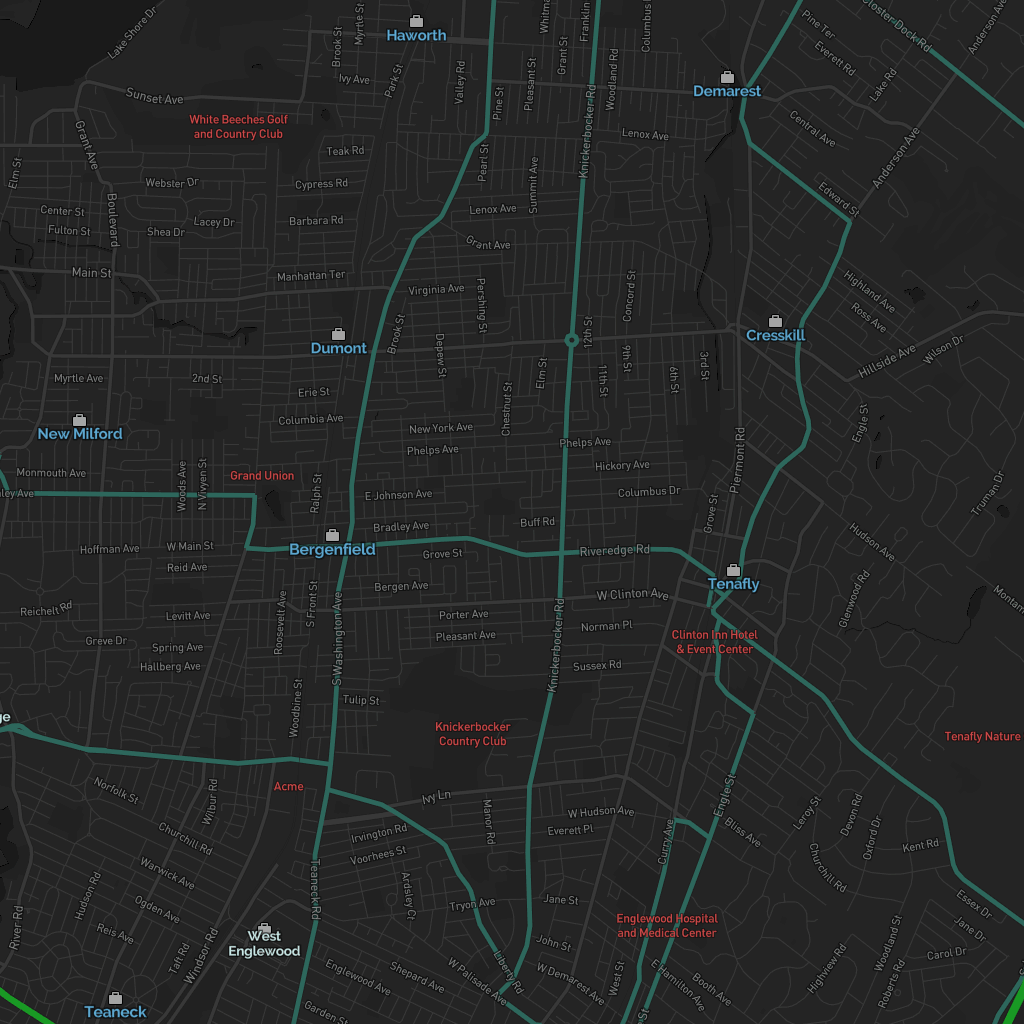 Haworth
Lake Shore Dr
Brook St
Myrtle St
Park St
Valley Rd
Ivy Ave
Pine St
Pleasant St
Grant St
Woodland Rd
Pine Ter
Everett Rd
Lake Rd
Closter Dock Rd
Demarest
Sunset Ave
Grant Ave
White Beeches Golf
and Country Club
Teak Rd
Pearl St
Knickerbocker Rd
Lenox Ave
Central Ave
Anderson Ave
Elm St
Webster Dr
Cypress Rd
Summit Ave
Edward St
Center St
Fulton St
Boulevard
Shea Dr
Lacey Dr
Barbara Rd
Lenox Ave
Grant Ave
Main St
Manhattan Ter
Virginia Ave
Pershing St
Concord St
Highland Ave
Ross Ave
Dumont
Brook St
Depew St
12th St
9th St
Cresskill
Hillside Ave
Wilson Dr
Myrtle Ave
2nd St
Erie St
Elm St
11th St
6th St
3rd St
Columbia Ave
Chestnut St
New Milford
New York Ave
Phelps Ave
Phelps Ave
Engle St
Monmouth Ave
Woods Ave
N Vivyen St
Grand Union
Ralph St
Hickory Ave
Piermont Rd
E Johnson Ave
Columbus Dr
Grove St
Truman Dr
Bradley Ave
Buff Rd
Hudson Ave
Hoffman Ave
W Main St
Bergenfield
Grove St
Riveredge Rd
Reid Ave
Tenafly
Reichelt Rd
Levitt Ave
Roosevelt Ave
S Front St
Bergen Ave
W Clinton Ave
Glenwood Rd
Porter Ave
Pleasant Ave
Norman Pl
Clinton Inn Hotel
& Event Center
Greve Dr
Spring Ave
Hallberg Ave
S Washington Ave
Knickerbocker Rd
Sussex Rd
Woodbine St
Tulip St
Knickerbocker
Country Club
Tenafly Nature
Acme
Norfolk St
Wilbur Rd
Ivy Ln
Manor Rd
W Hudson Ave
Everett Pl
Engle St
Bliss Ave
Leroy St
Devon Rd
Oxford Dr
Kent Rd
Churchill Rd
Irvington Rd
Voorhees St
Curry Ave
Churchill Rd
Warwick Ave
Hudson Rd
Teaneck Rd
Ardsley Ct
Ogden Ave
Reis Ave
Tryon Ave
Jane St
Essex Dr
Jane Dr
Englewood Hospital
and Medical Center
River Rd
Taft Rd
Windsor Rd
West
Englewood
John St
Carol Dr
Woodland St
Highview Rd
Roberts Rd
Englewood Ave
Shepard Ave
W Palisade Ave
Liberty Rd
W Demarest Ave
West St
E Hamilton Ave
Booth Ave
Garden St
Teaneck